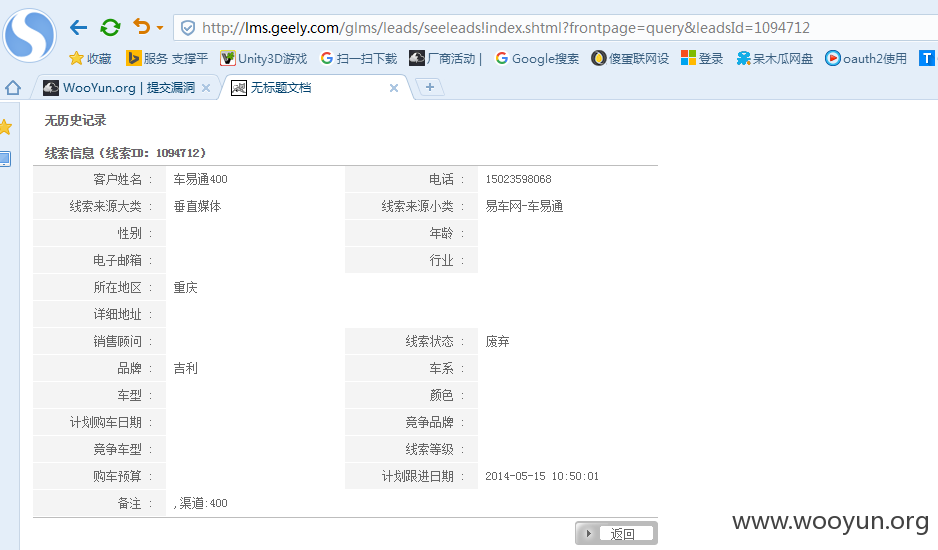 http://lms.geely.com/glms/leads/seeleads!index.shtml?frontpage=query&leadsId=1094712
收藏 服务 支撑平 Unity3D游戏 扫一扫下载 厂商活动 | Google搜索 傻蛋联网设 登录 呆木瓜网盘 oauth2使用 T
WooYun.org | 提交漏洞 无标题文档
无历史记录
线索信息（线索ID：1094712）
客户姓名 : 车易通400 电话 : 15023598068
线索来源大类 : 垂直媒体 线索来源小类 : 易车网-车易通
性别 : 年龄 :
电子邮箱 : 行业 :
所在地区 : 重庆
详细地址 :
销售顾问 : 线索状态 : 废弃
品牌 : 吉利 车系 :
车型 : 颜色 :
计划购车日期 : 竞争品牌 :
竞争车型 : 线索等级 :
购车预算 : 计划跟进日期 : 2014-05-15 10:50:01
备注 : ,渠道:400
返回
www.wooyun.org